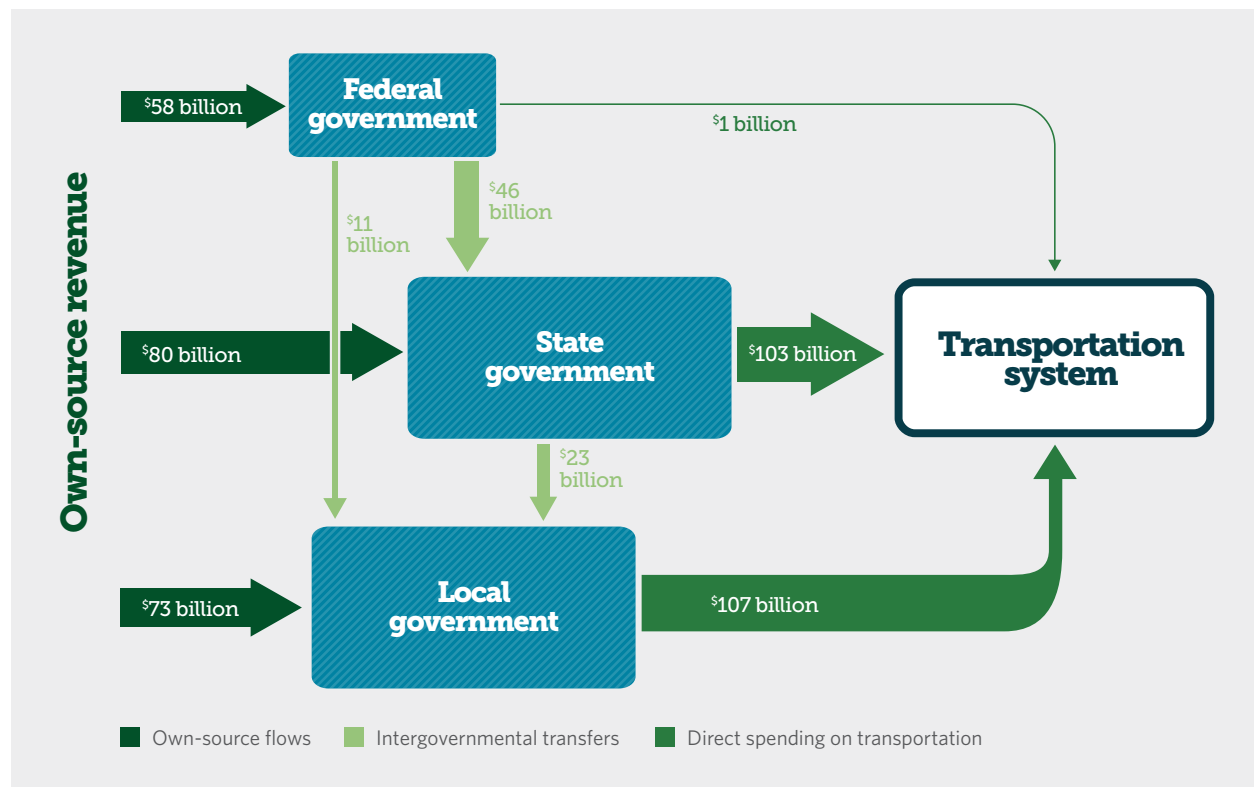 Own-source revenue
$58 billion
Federal
government
$1 billion
$11
billion
$46
billion
$80 billion
State
government
$103 billion
Transportation
system
$23
billion
$73 billion
Local
government
$107 billion
Own-source flows
Intergovernmental transfers
Direct spending on transportation